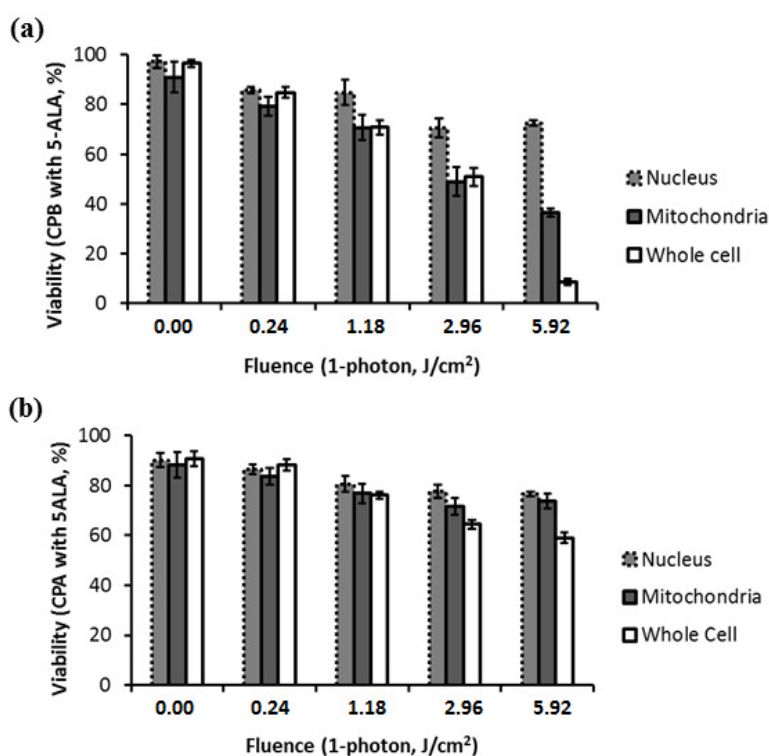 (a)
Viability (CPB with 5-ALA, %)
100
80
60
40
20
0
0.00 0.24 1.18 2.96 5.92
Fluence (1-photon, J/cm²)
Nucleus
Mitochondria
Whole cell
(b)
Viability (CPA with 5ALA, %)
100
80
60
40
20
0
0.00 0.24 1.18 2.96 5.92
Fluence (1-photon, J/cm²)
Nucleus
Mitochondria
Whole Cell